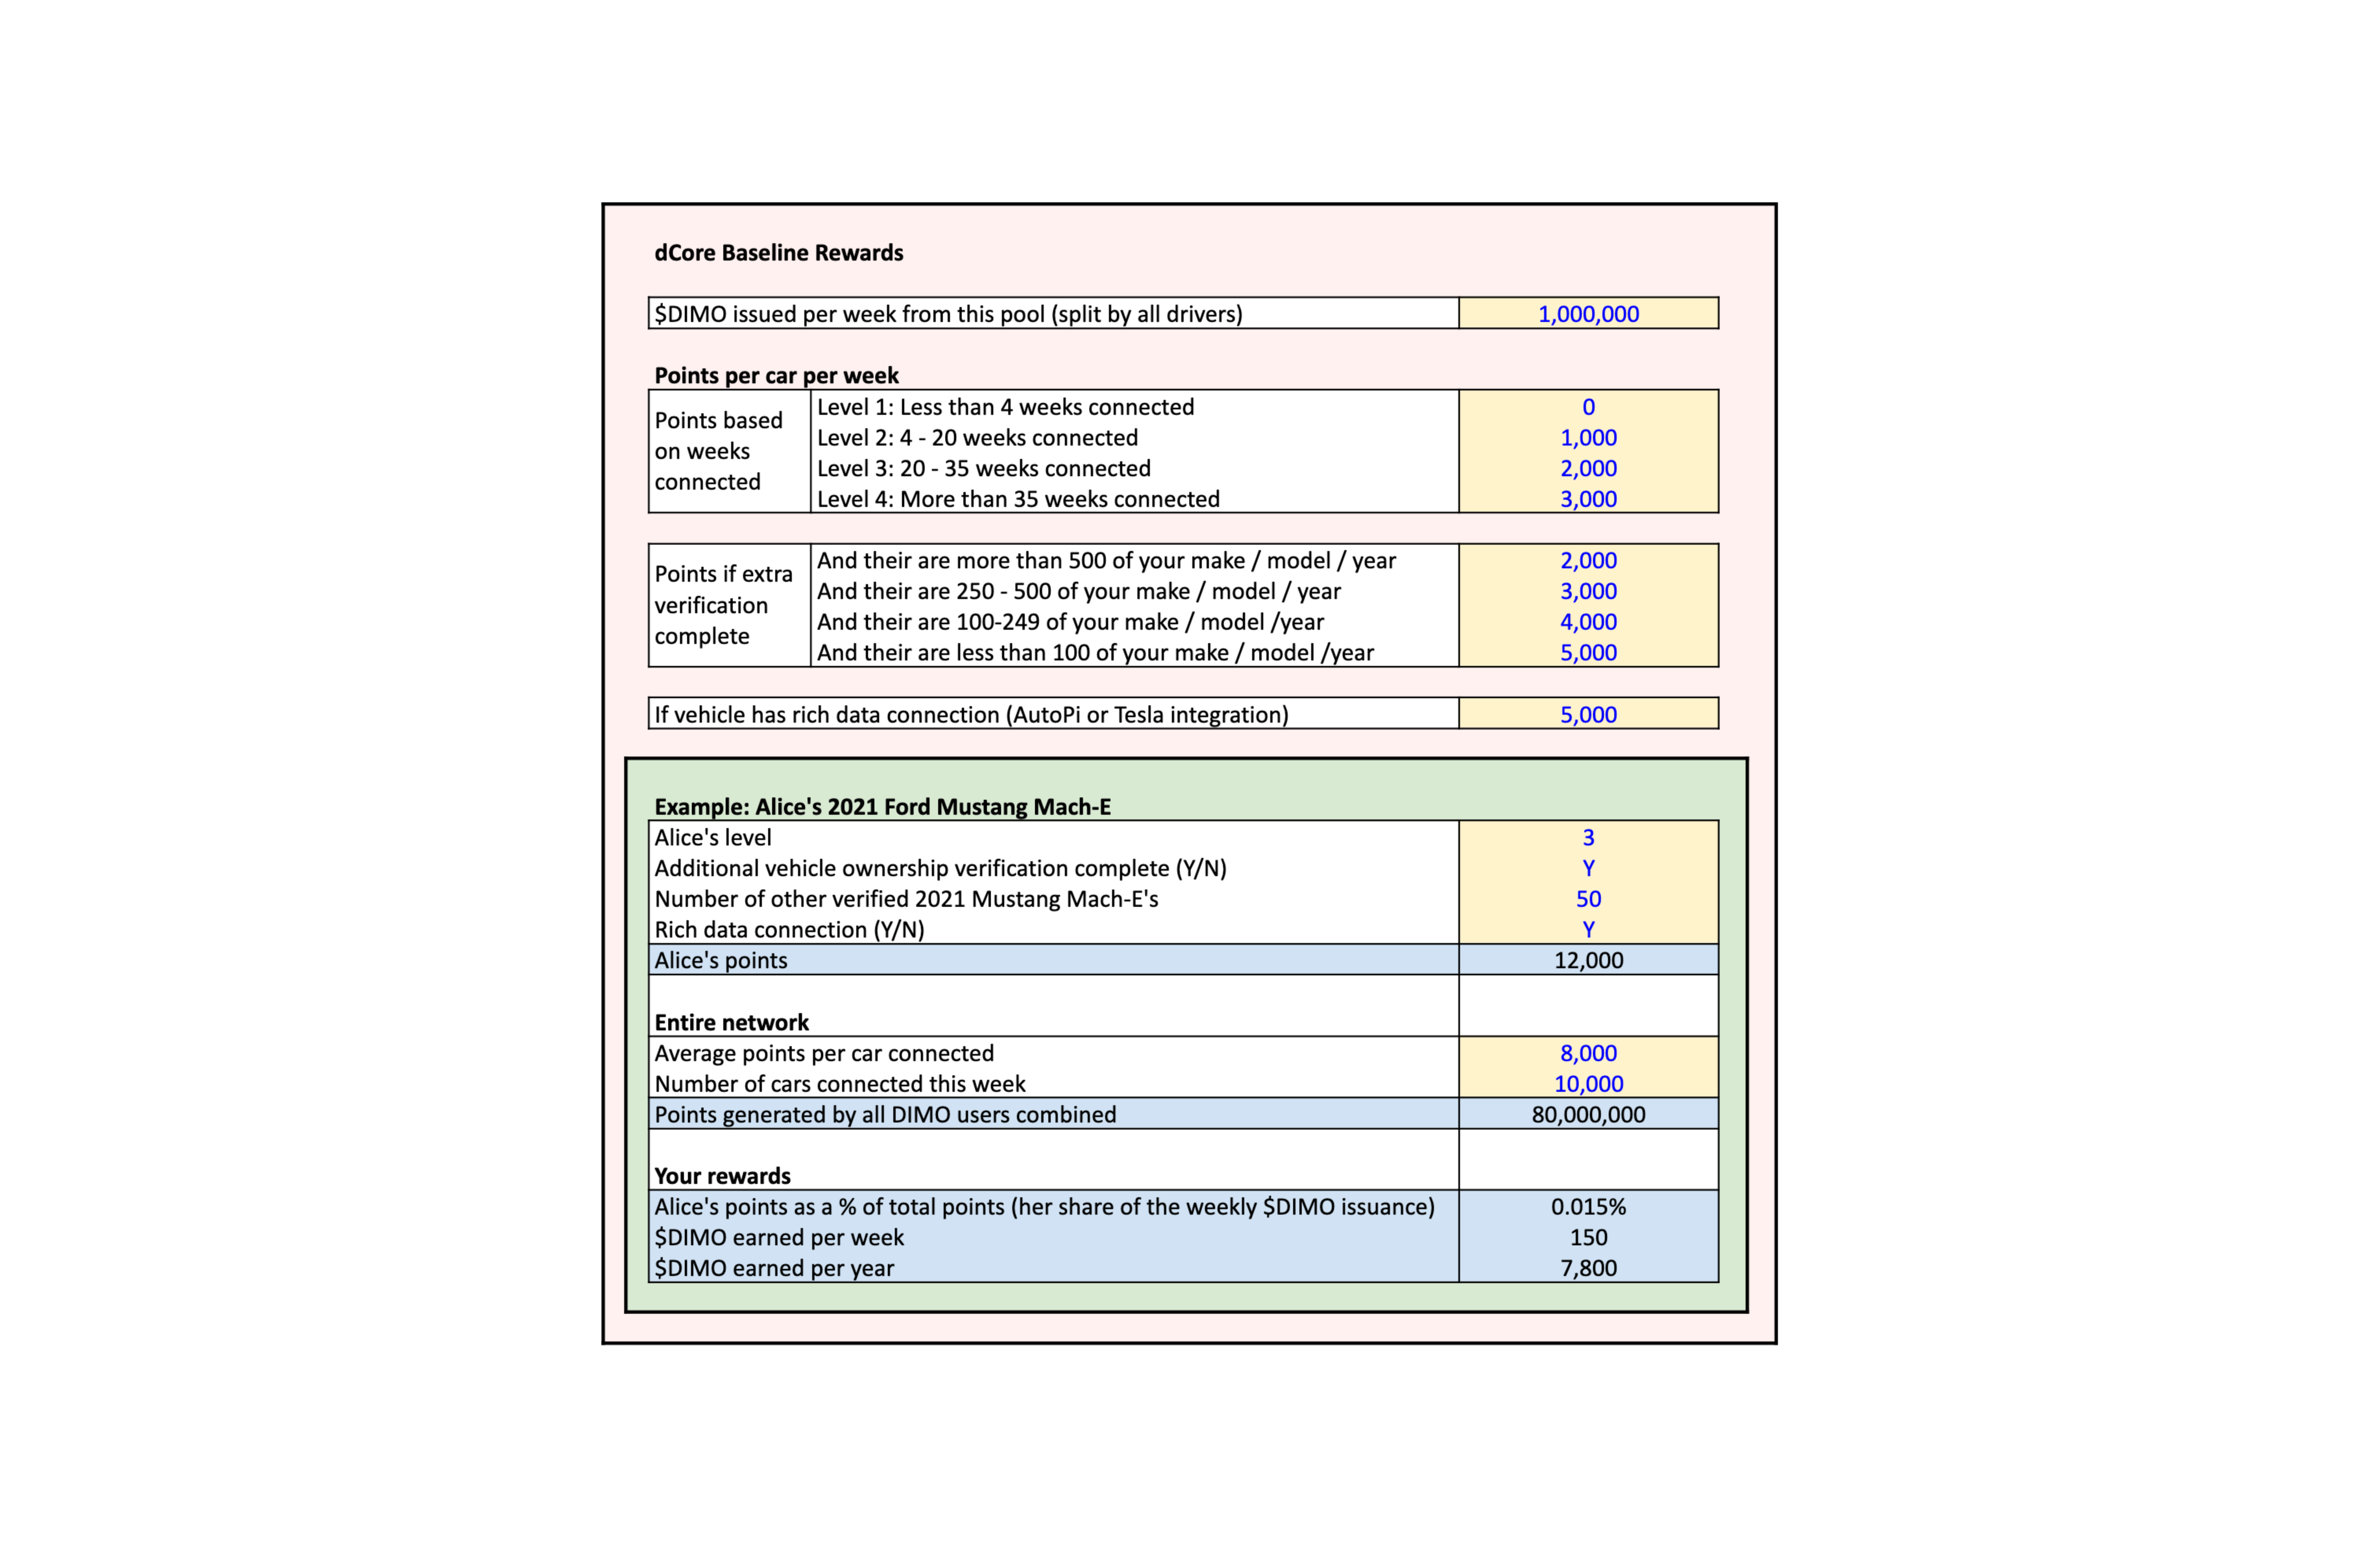 dCore Baseline Rewards
$DIMO issued per week from this pool (split by all drivers) 1,000,000
Points per car per week
Points based on weeks connected
Level 1: Less than 4 weeks connected 0
Level 2: 4 - 20 weeks connected 1,000
Level 3: 20 - 35 weeks connected 2,000
Level 4: More than 35 weeks connected 3,000
Points if extra verification complete
And their are more than 500 of your make / model / year 2,000
And their are 250 - 500 of your make / model / year 3,000
And their are 100-249 of your make / model /year 4,000
And their are less than 100 of your make / model /year 5,000
If vehicle has rich data connection (AutoPi or Tesla integration) 5,000
Example: Alice's 2021 Ford Mustang Mach-E
Alice's level 3
Additional vehicle ownership verification complete (Y/N) Y
Number of other verified 2021 Mustang Mach-E's 50
Rich data connection (Y/N) Y
Alice's points 12,000
Entire network
Average points per car connected 8,000
Number of cars connected this week 10,000
Points generated by all DIMO users combined 80,000,000
Your rewards
Alice's points as a % of total points (her share of the weekly $DIMO issuance) 0.015%
$DIMO earned per week 150
$DIMO earned per year 7,800